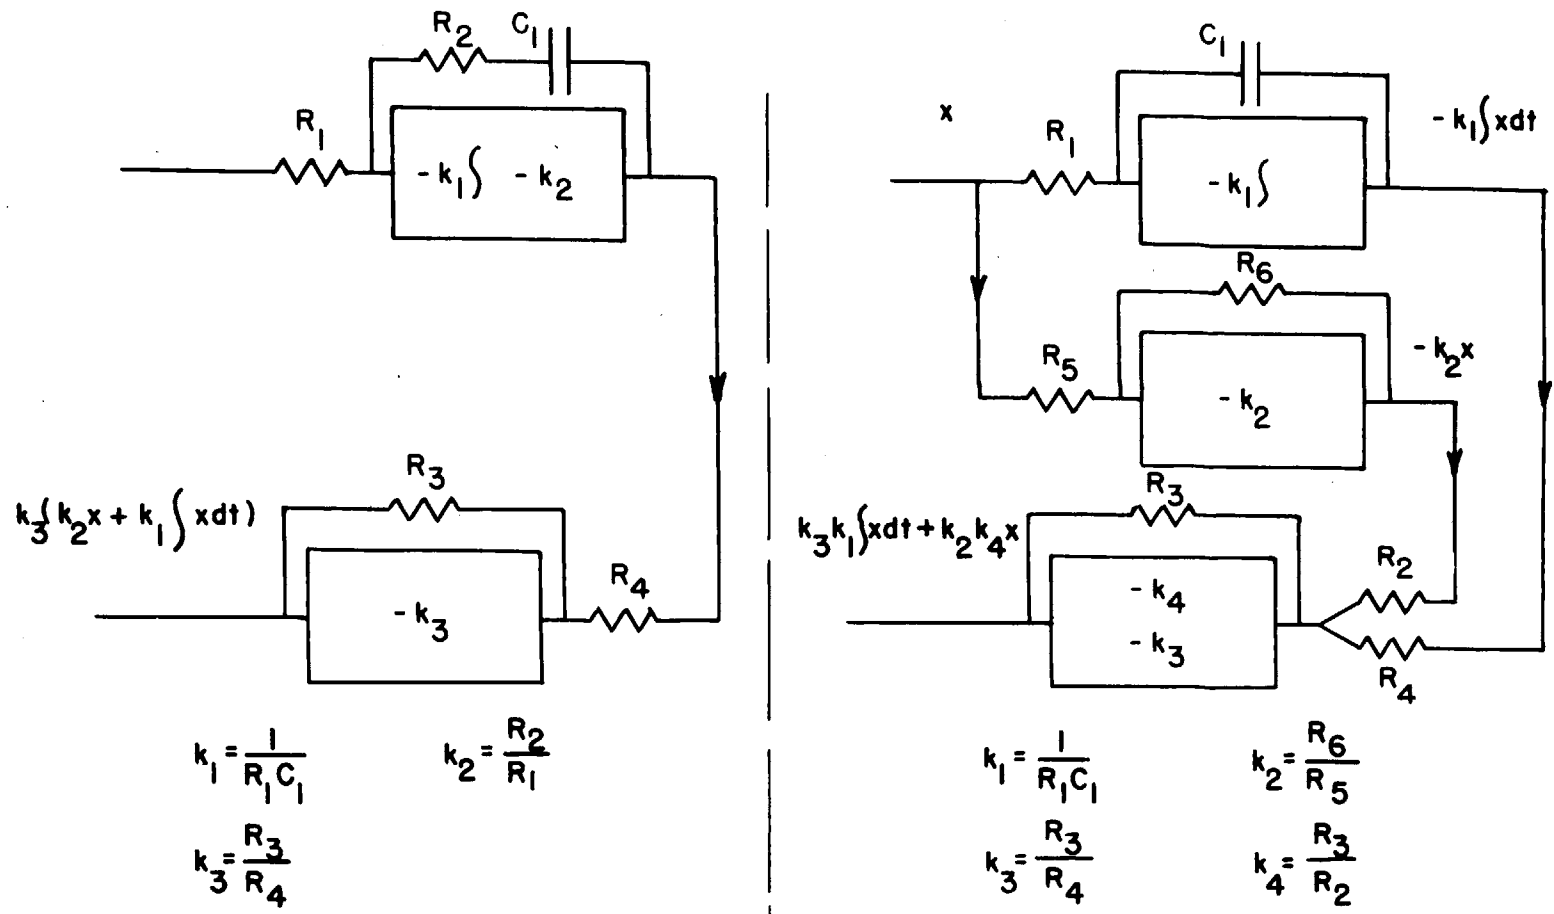 R₂ C₁
R₁
-k₁∫ -k₂
R₃
k₃(k₂x + k₁∫xdt)
R₄
-k₃
k₁ = 1/R₁C₁ k₂ = R₂/R₁
k₃ = R₃/R₄
C₁
x
R₁
-k₁∫xdt
-k₁∫
R₆
R₅
-k₂x
-k₂
R₃
k₃k₁∫xdt + k₂k₄x
R₂
-k₄
-k₃
R₄
k₁ = 1/R₁C₁ k₂ = R₆/R₅
k₃ = R₃/R₄ k₄ = R₃/R₂